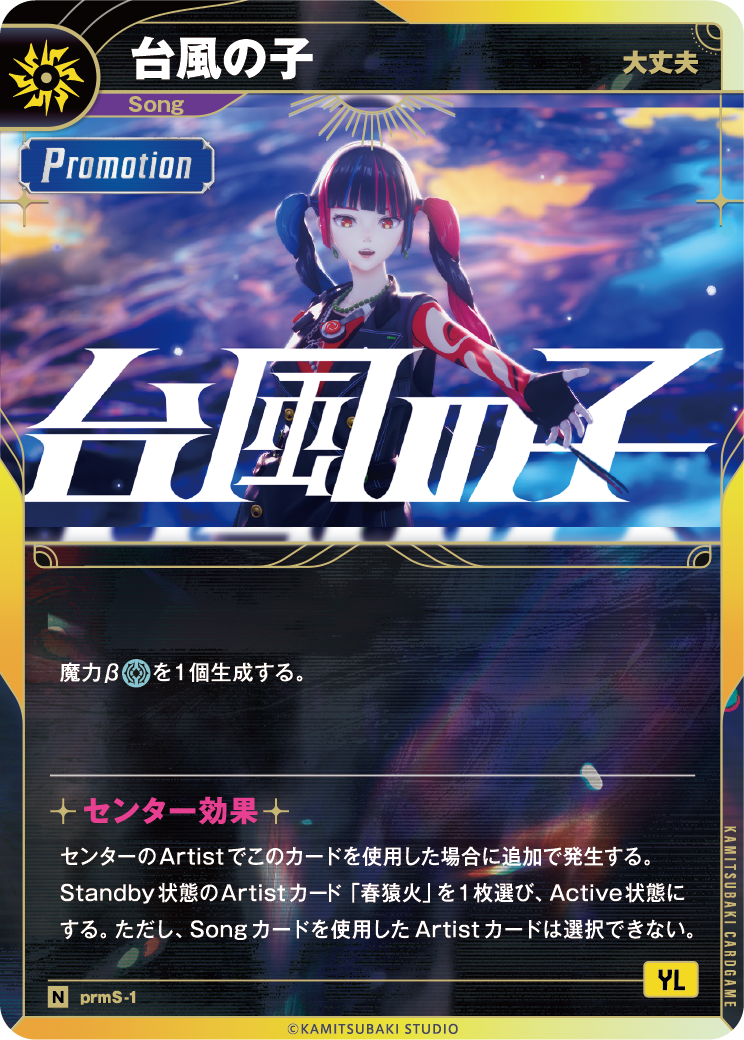 台風の子
大丈夫
Song
Promotion
台風の子
魔力βを1個生成する。
センター効果
センターのArtistでこのカードを使用した場合に追加で発生する。
Standby状態のArtistカード「春猿火」を1枚選び、Active状態に
する。ただし、Songカードを使用したArtistカードは選択できない。
KAMITSUBAKI CARDGAME
N prmS-1
YL
©KAMITSUBAKI STUDIO